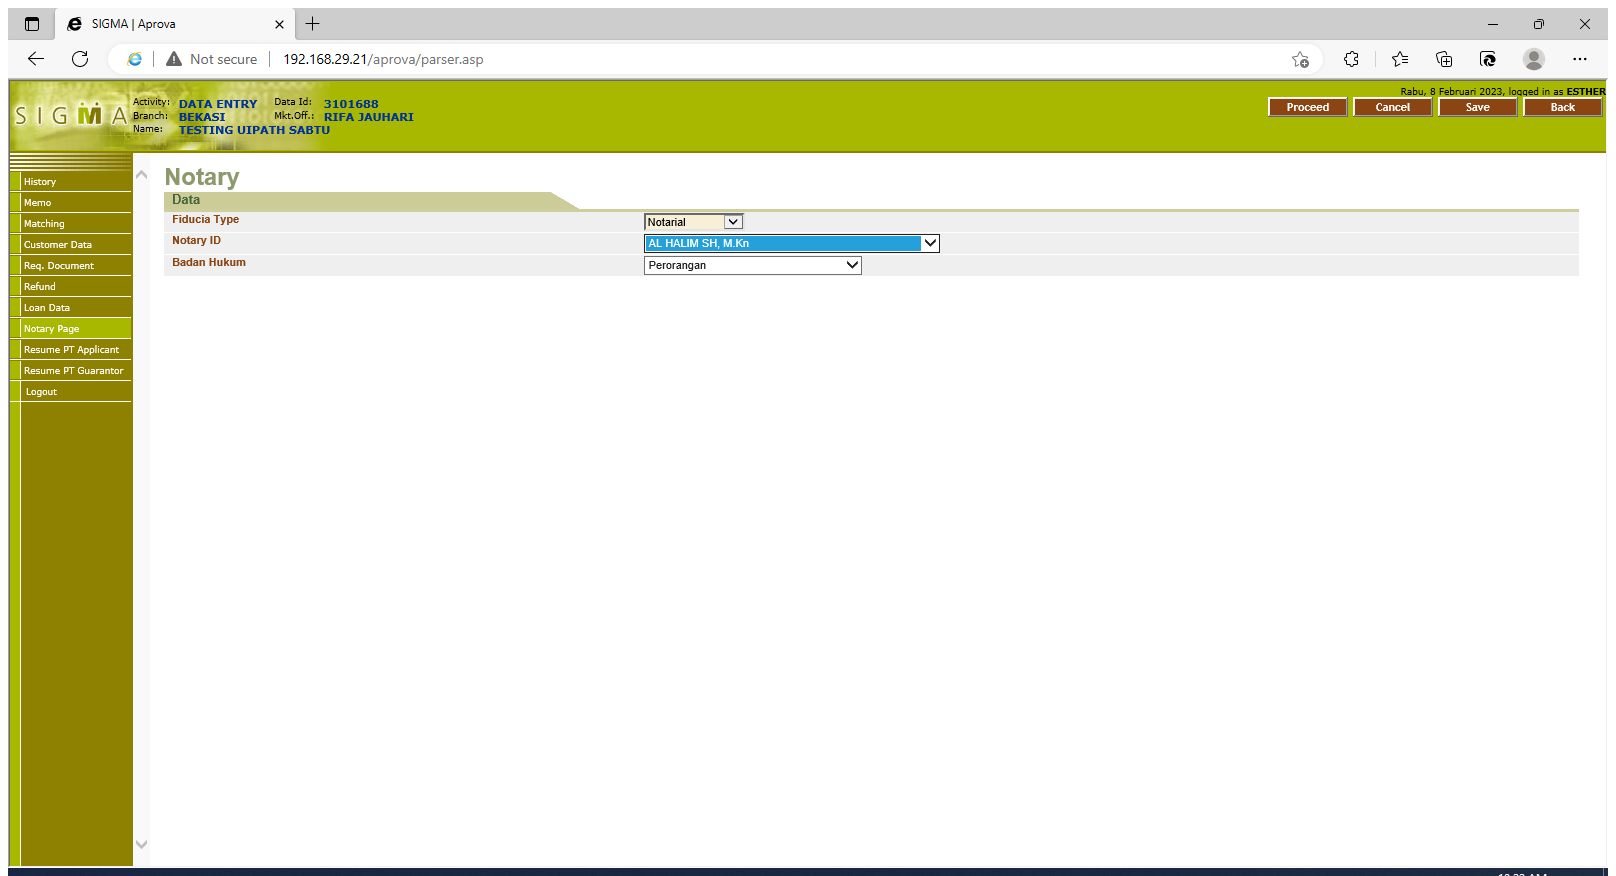 SIGMA | Aprova
Not secure
192.168.29.21/aprova/parser.asp
SIGMA
Activity: DATA ENTRY Data Id: 3101688
Branch: BEKASI Mkt.Off.: RIFA JAUHARI
Name: TESTING UIPATH SABTU
Rabu, 8 Februari 2023, logged in as ESTHER
Proceed Cancel Save Back
History
Memo
Matching
Customer Data
Req. Document
Refund
Loan Data
Notary Page
Resume PT Applicant
Resume PT Guarantor
Logout
Notary
Data
Fiducia Type Notarial
Notary ID AL HALIM SH, M.Kn
Badan Hukum Perorangan